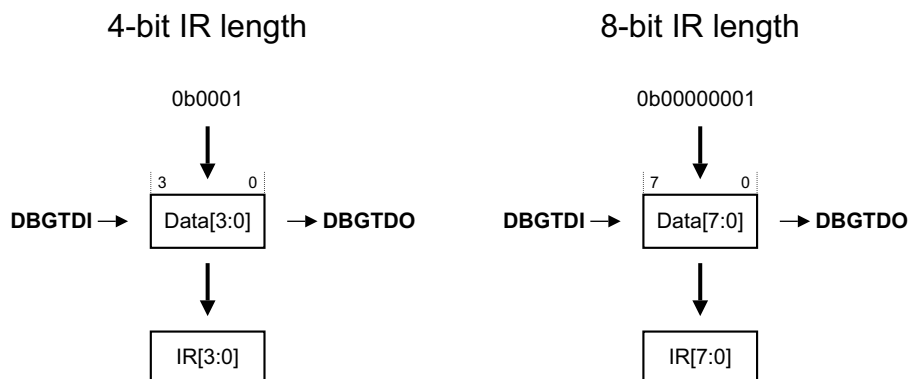 4-bit IR length
8-bit IR length
0b0001
0b00000001
3 0
7 0
DBGTDI Data[3:0] DBGTDO
DBGTDI Data[7:0] DBGTDO
IR[3:0]
IR[7:0]